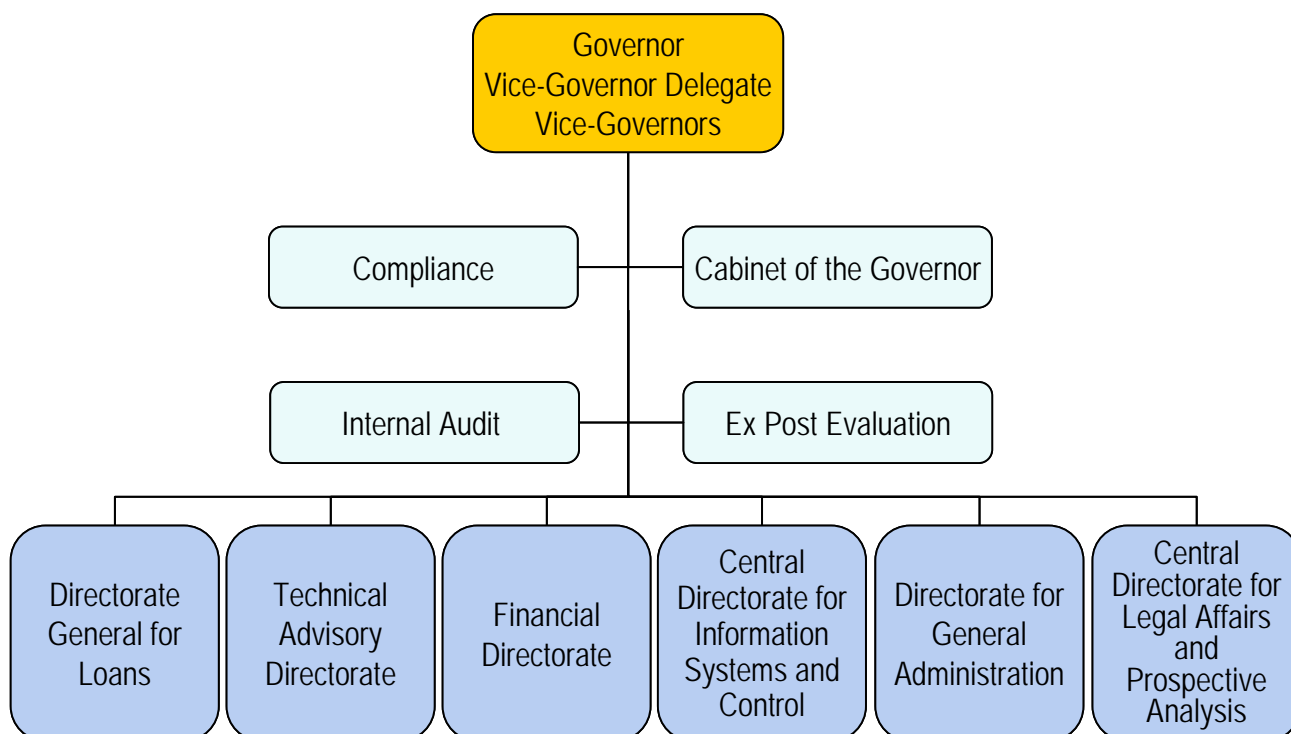 Governor
Vice-Governor Delegate
Vice-Governors
Compliance
Cabinet of the Governor
Internal Audit
Ex Post Evaluation
Directorate
General for
Loans
Technical
Advisory
Directorate
Financial
Directorate
Central
Directorate for
Information
Systems and
Control
Directorate for
General
Administration
Central
Directorate for
Legal Affairs
and
Prospective
Analysis